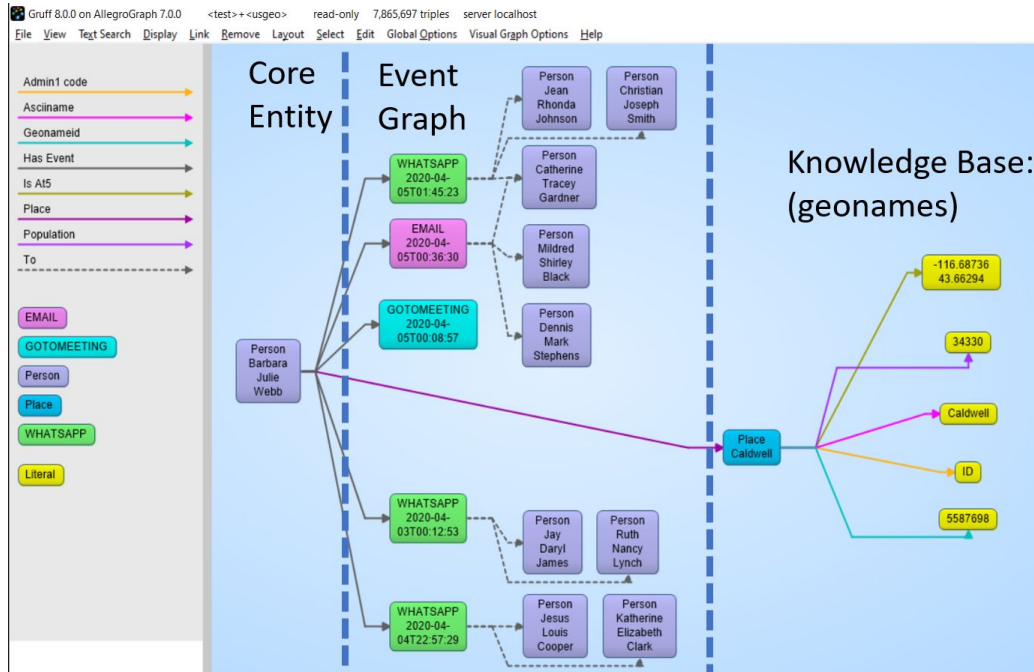 Gruff 8.0.0 on AllegroGraph 7.0.0 <test>+<usgeo> read-only 7,865,697 triples server localhost
File View Text Search Display Link Remove Layout Select Edit Global Options Visual Graph Options Help
Admin1 code
Asciiname
Geonameid
Has Event
Is At5
Place
Population
To
EMAIL
GOTOMEETING
Person
Place
WHATSAPP
Literal
Core
Entity
Event
Graph
Knowledge Base:
(geonames)
Person
Barbara
Julie
Webb
WHATSAPP
2020-04-
05T01:45:23
EMAIL
2020-04-
05T00:36:30
GOTOMEETING
2020-04-
05T00:08:57
WHATSAPP
2020-04-
03T00:12:53
WHATSAPP
2020-04-
04T22:57:29
Person
Jean
Rhonda
Johnson
Person
Christian
Joseph
Smith
Person
Catherine
Tracey
Gardner
Person
Mildred
Shirley
Black
Person
Dennis
Mark
Stephens
Person
Jay
Daryl
James
Person
Ruth
Nancy
Lynch
Person
Jesus
Louis
Cooper
Person
Katherine
Elizabeth
Clark
Place
Caldwell
-116.68736
43.66294
34330
Caldwell
ID
5587698